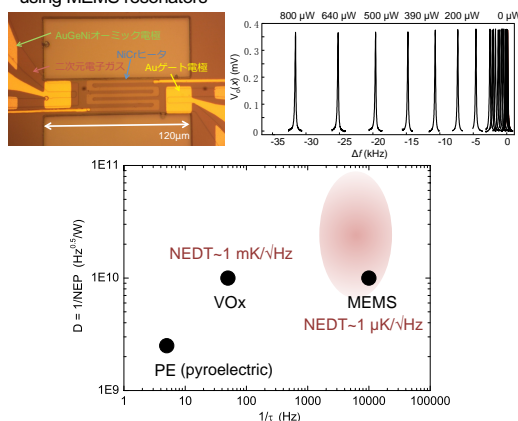 using MEMS resonators
AuGeNiオーミック電極
NiCrヒータ
二次元電子ガス
Auゲート電極
120μm
800 μW 640 μW 500 μW 390 μW 200 μW 0 μW
V₀(x) (mV)
0.4
0.3
0.2
0.1
0
-35 -30 -25 -20 -15 -10 -5 0
Δf (kHz)
D = 1/NEP (Hz^0.5/W)
1E11
1E10
1E9
NEDT~1 mK/√Hz
VOx
MEMS
NEDT~1 μK/√Hz
PE (pyroelectric)
1 10 100 1000 10000 100000
1/τ (Hz)